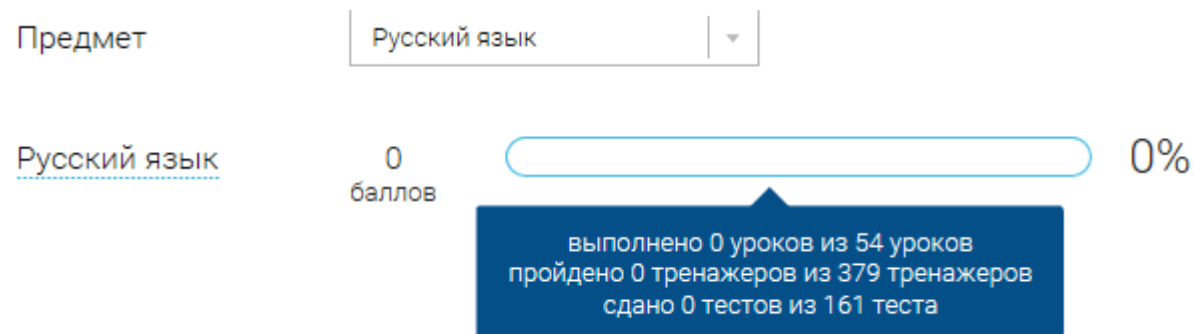 Предмет
Русский язык
Русский язык
0
баллов
0%
выполнено 0 уроков из 54 уроков
пройдено 0 тренажеров из 379 тренажеров
сдано 0 тестов из 161 теста